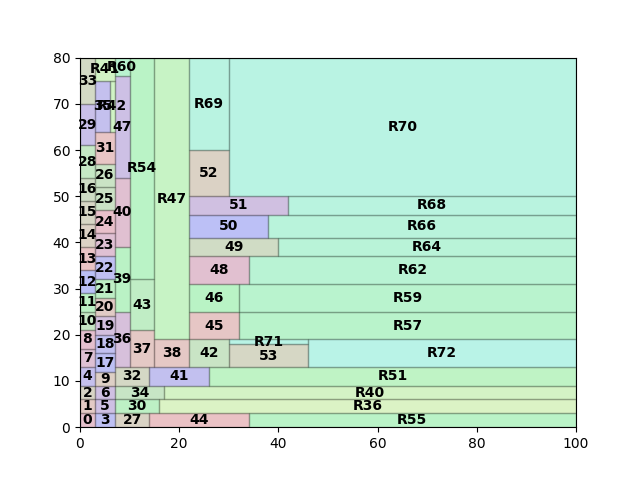 80
33 R41 R60
70 35 R42 R69
29 47 R70
60 31
28 26 R54 52
16 25 R47
50 15 24 40 51 R68
14 23 50 R66
40 13 22 49 R64
12 21 39 48 R62
30 11 20 43 46 R59
10 19 45 R57
20 8 18 36 37 38 42 R71
7 17 53 R72
10 4 9 32 41 R51
2 6 34 R40
1 5 30 R36
0 0 3 27 44 R55
0 20 40 60 80 100